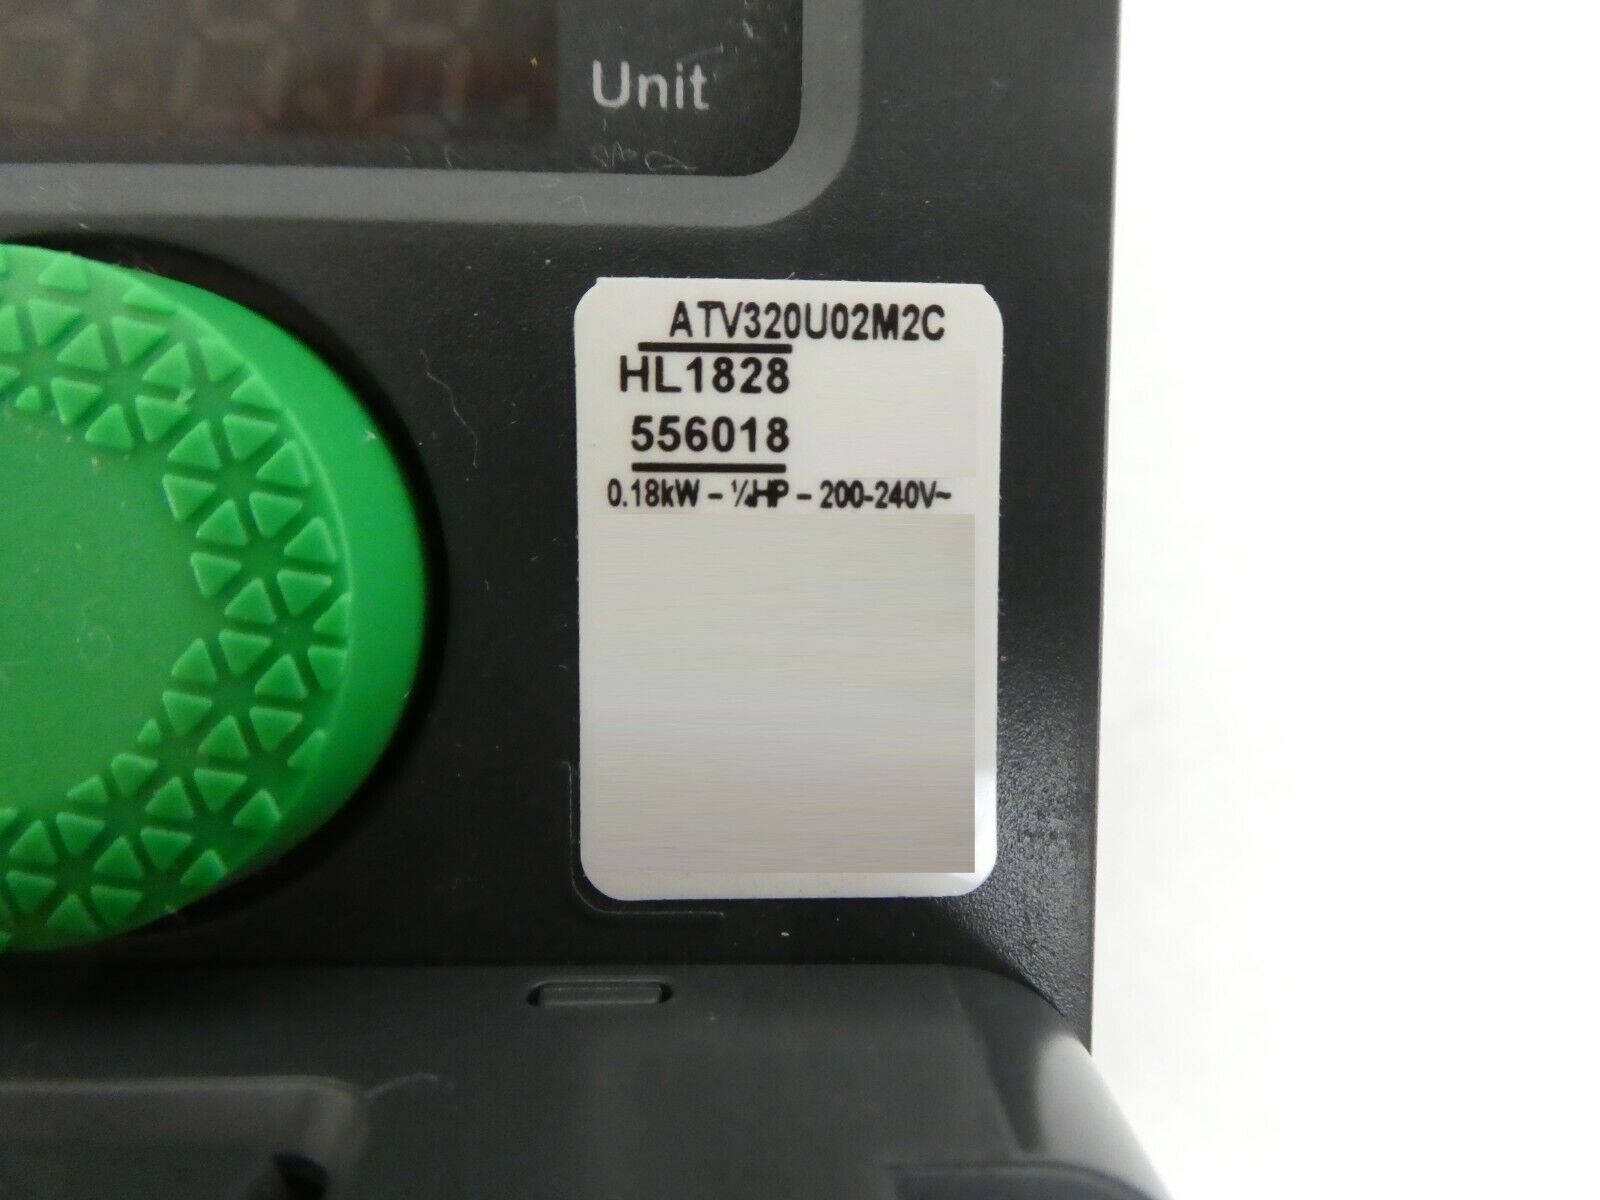 Unit
ATV320U02M2C
HL1828
556018
0.18kW - ¼HP - 200-240V~